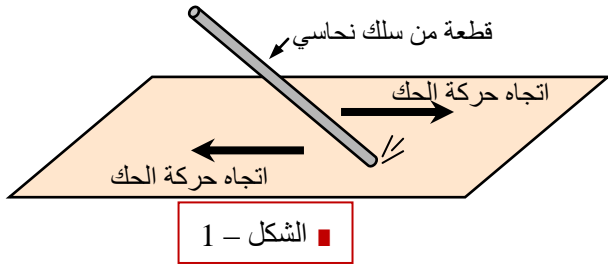 قطعة من سلك نحاسي
اتجاه حركة الحك
اتجاه حركة الحك
الشكل – 1